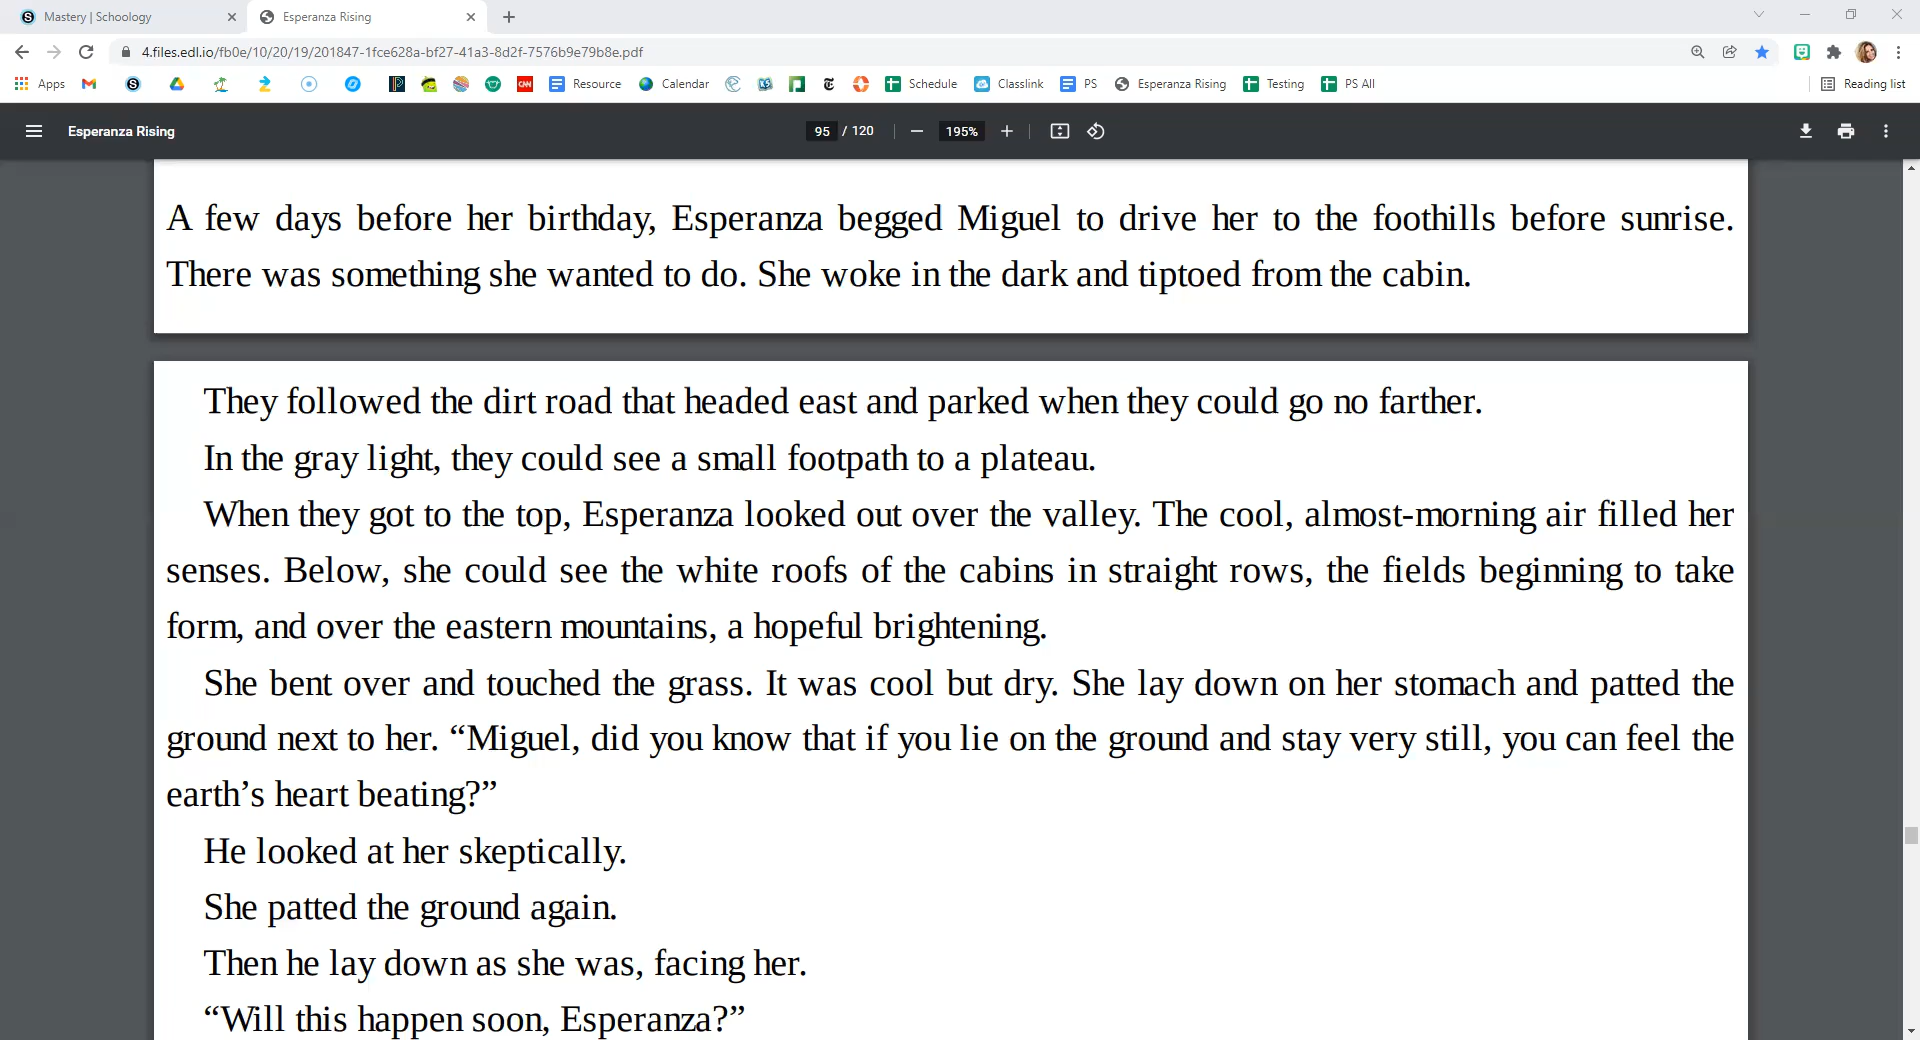 Mastery | Schoology
Esperanza Rising
4.files.edl.io/fb0e/10/20/19/201847-1fce628a-bf27-41a3-8d2f-7576b9e79b8e.pdf
Apps CNN Resource Calendar Schedule Classlink PS Esperanza Rising Testing PS All Reading list
Esperanza Rising 95 / 120 195%
A few days before her birthday, Esperanza begged Miguel to drive her to the foothills before sunrise.
There was something she wanted to do. She woke in the dark and tiptoed from the cabin.
They followed the dirt road that headed east and parked when they could go no farther.
In the gray light, they could see a small footpath to a plateau.
When they got to the top, Esperanza looked out over the valley. The cool, almost-morning air filled her
senses. Below, she could see the white roofs of the cabins in straight rows, the fields beginning to take
form, and over the eastern mountains, a hopeful brightening.
She bent over and touched the grass. It was cool but dry. She lay down on her stomach and patted the
ground next to her. “Miguel, did you know that if you lie on the ground and stay very still, you can feel the
earth’s heart beating?”
He looked at her skeptically.
She patted the ground again.
Then he lay down as she was, facing her.
“Will this happen soon, Esperanza?”